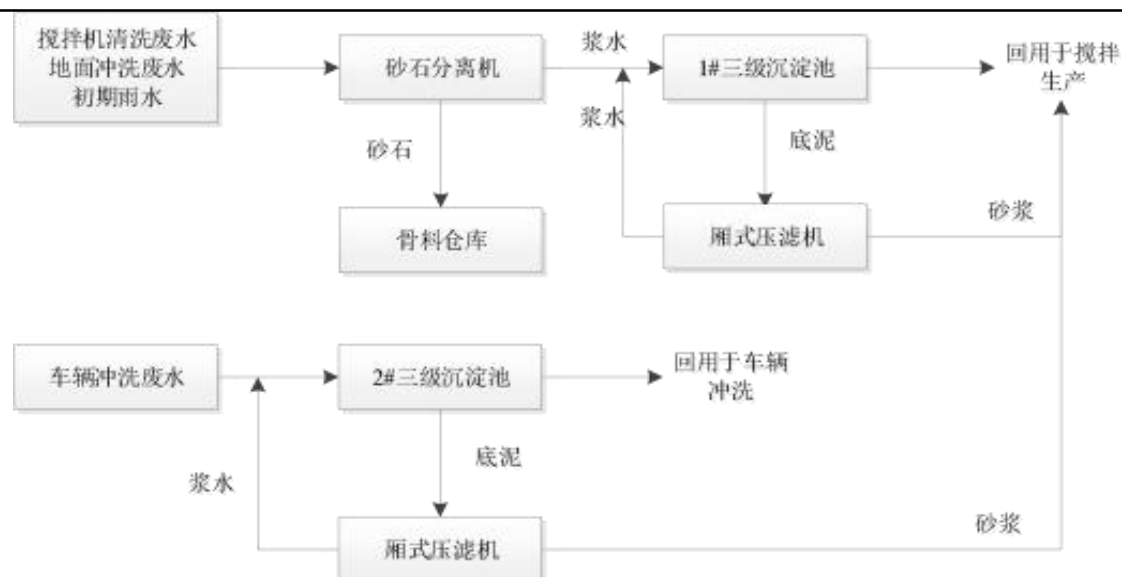 搅拌机清洗废水
地面冲洗废水
初期雨水
砂石分离机
浆水
1#三级沉淀池
回用于搅拌
生产
浆水
砂石
底泥
骨料仓库
厢式压滤机
砂浆
车辆冲洗废水
2#三级沉淀池
回用于车辆
冲洗
浆水
底泥
厢式压滤机
砂浆